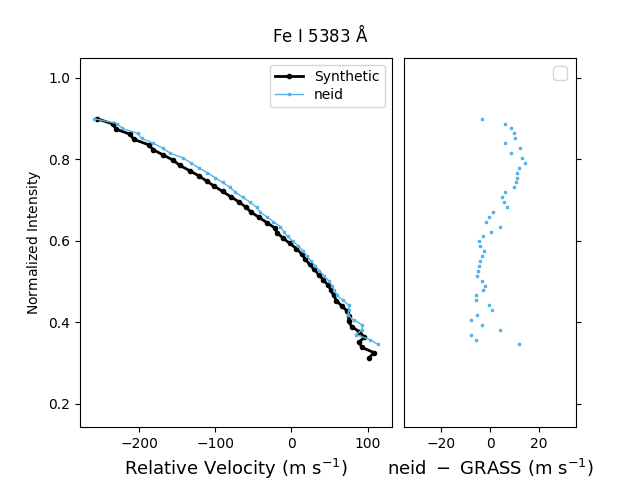 Fe I 5383 Å
Synthetic
neid
Normalized Intensity
1.0
0.8
0.6
0.4
0.2
−200
−100
0
100
−20
0
20
Relative Velocity (m s⁻¹)
neid − GRASS (m s⁻¹)